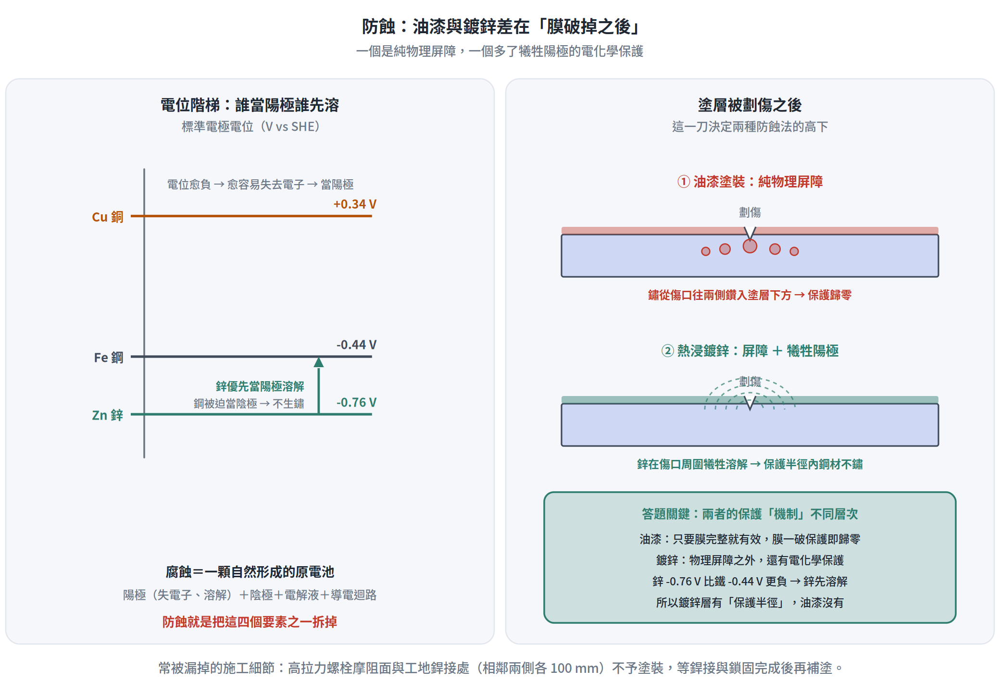 防蝕：油漆與鍍鋅差在「膜破掉之後」
一個是純物理屏障，一個多了犧牲陽極的電化學保護
電位階梯：誰當陽極誰先溶
標準電極電位（V vs SHE）
電位愈負 → 愈容易失去電子 → 當陽極
+0.34 V
Cu 銅
-0.44 V
Fe 鋼
鋅優先當陽極溶解
鋼被迫當陰極 → 不生鏽
-0.76 V
Zn 鋅
腐蝕＝一顆自然形成的原電池
陽極（失電子、溶解）＋陰極＋電解液＋導電迴路
防蝕就是把這四個要素之一拆掉
塗層被劃傷之後
這一刀決定兩種防蝕法的高下
① 油漆塗裝：純物理屏障
劃傷
鏽從傷口往兩側鑽入塗層下方 → 保護歸零
② 熱浸鍍鋅：屏障 ＋ 犧牲陽極
劃傷
鋅在傷口周圍犧牲溶解 → 保護半徑內鋼材不鏽
答題關鍵：兩者的保護「機制」不同層次
油漆：只要膜完整就有效，膜一破保護即歸零
鍍鋅：物理屏障之外，還有電化學保護
鋅 -0.76 V 比鐵 -0.44 V 更負 → 鋅先溶解
所以鍍鋅層有「保護半徑」，油漆沒有
常被漏掉的施工細節：高拉力螺栓摩阻面與工地銲接處（相鄰兩側各 100 mm）不予塗裝，等銲接與鎖固完成後再補塗。